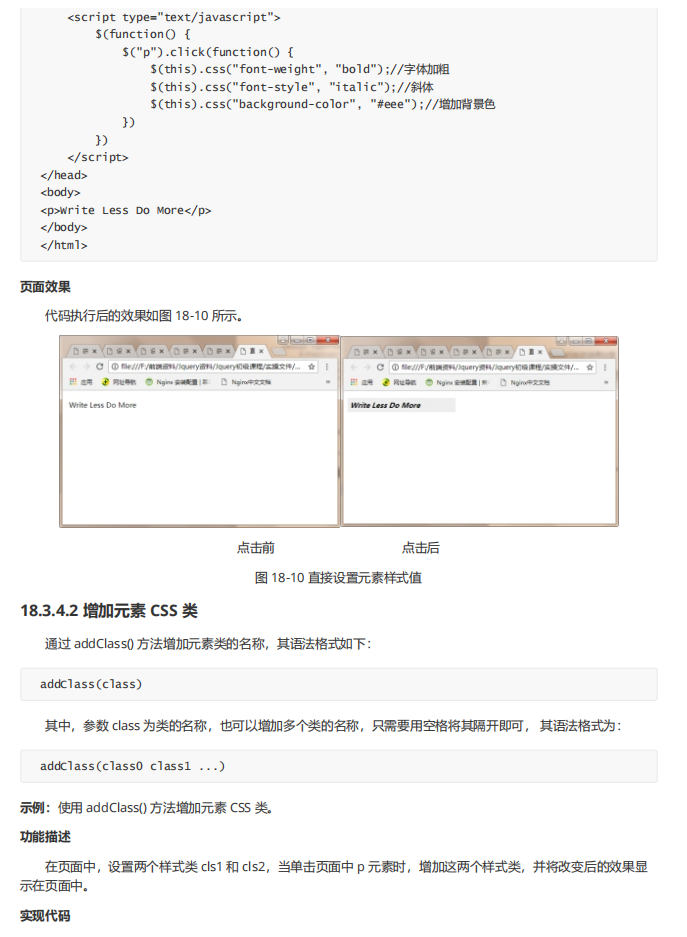 <script type="text/javascript">
$(function() {
$("p").click(function() {
$(this).css("font-weight", "bold");//字体加粗
$(this).css("font-style", "italic");//斜体
$(this).css("background-color", "#eee");//增加背景色
})
})
</script>
</head>
<body>
<p>Write Less Do More</p>
</body>
</html>
页面效果
代码执行后的效果如图 18-10 所示。
file:///F:/前端资料/Jquery资料/Jquery初级课程/实操文件/...
应用 网址导航 Nginx 安装配置 | Nginx中文文档 »
Write Less Do More
file:///F:/前端资料/Jquery资料/Jquery初级课程/实操文件/...
应用 网址导航 Nginx 安装配置 | Nginx中文文档 »
Write Less Do More
点击前 点击后
图 18-10 直接设置元素样式值
18.3.4.2 增加元素 CSS 类
通过 addClass() 方法增加元素类的名称，其语法格式如下：
addClass(class)
其中，参数 class 为类的名称，也可以增加多个类的名称，只需要用空格将其隔开即可， 其语法格式为：
addClass(class0 class1 ...)
示例：使用 addClass() 方法增加元素 CSS 类。
功能描述
在页面中，设置两个样式类 cls1 和 cls2，当单击页面中 p 元素时，增加这两个样式类，并将改变后的效果显
示在页面中。
实现代码